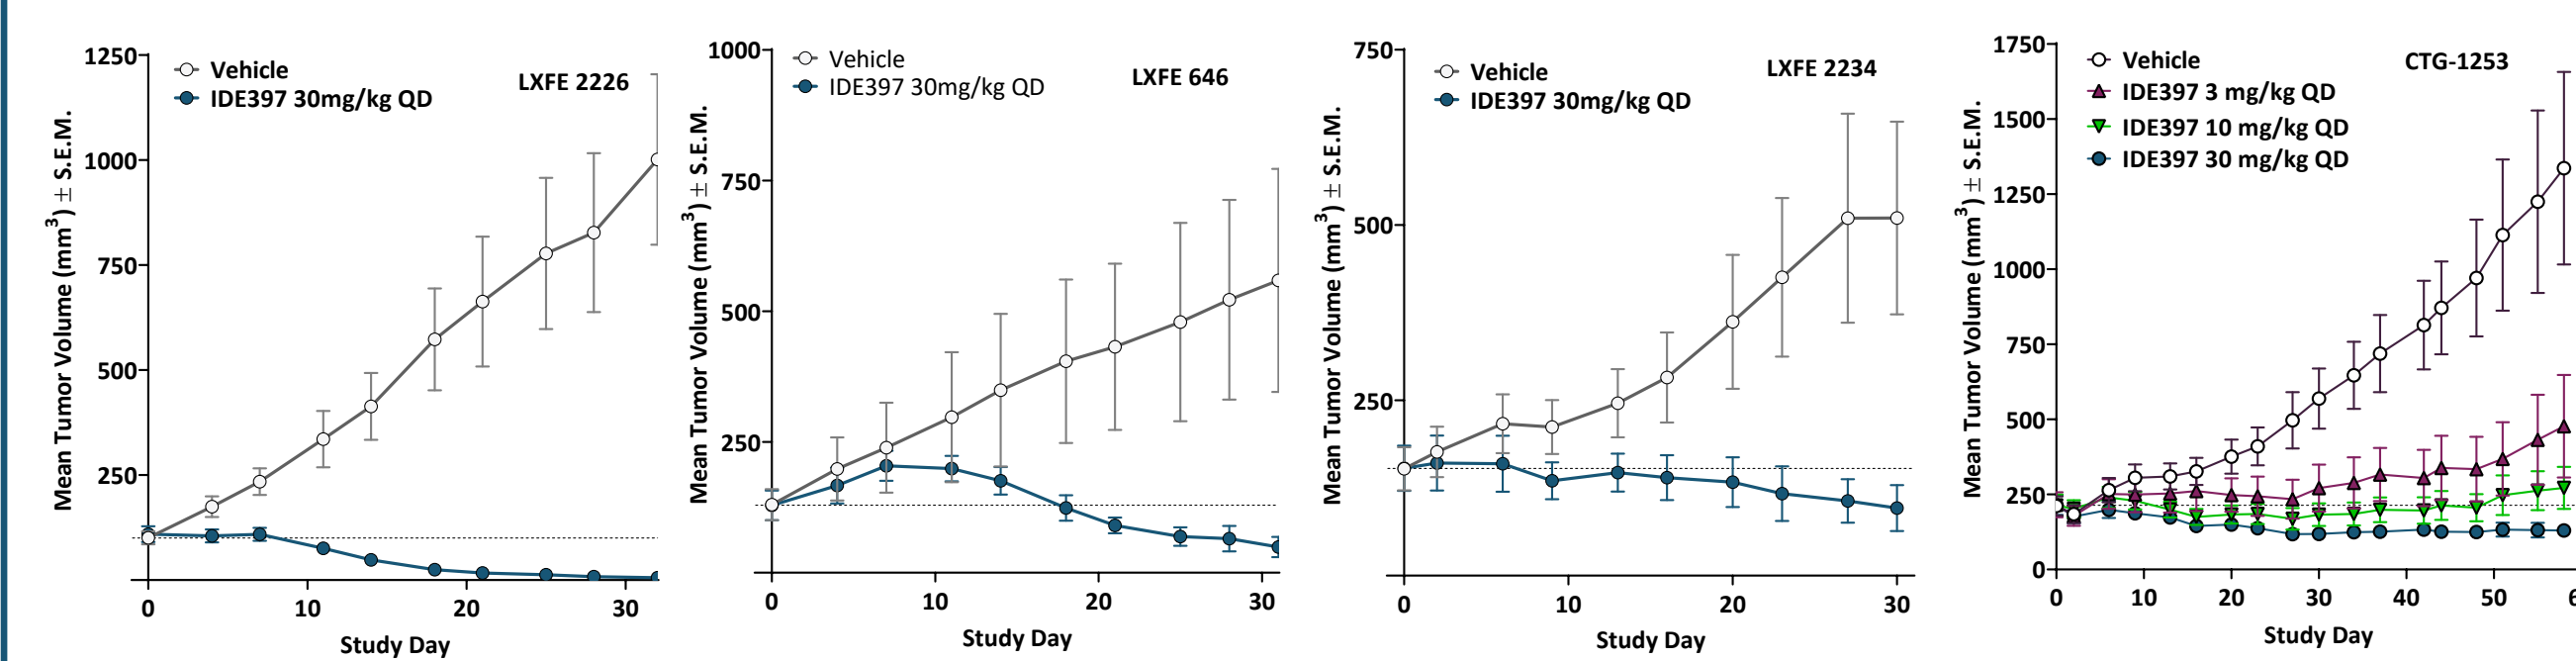 1250
1000
750
500
250
0
10
20
30
Vehicle
IDE397 30mg/kg QD
LXFE 2226
Mean Tumor Volume (mm³) ± S.E.M.
Study Day
1000
750
500
250
0
10
20
30
Vehicle
IDE397 30mg/kg QD
LXFE 646
Mean Tumor Volume (mm³) ± S.E.M.
Study Day
750
500
250
0
10
20
30
Vehicle
IDE397 30mg/kg QD
LXFE 2234
Mean Tumor Volume (mm³) ± S.E.M.
Study Day
1750
1500
1250
1000
750
500
250
0
0
10
20
30
40
50
Vehicle
IDE397 3 mg/kg QD
IDE397 10 mg/kg QD
IDE397 30 mg/kg QD
CTG-1253
Mean Tumor Volume (mm³) ± S.E.M.
Study Day